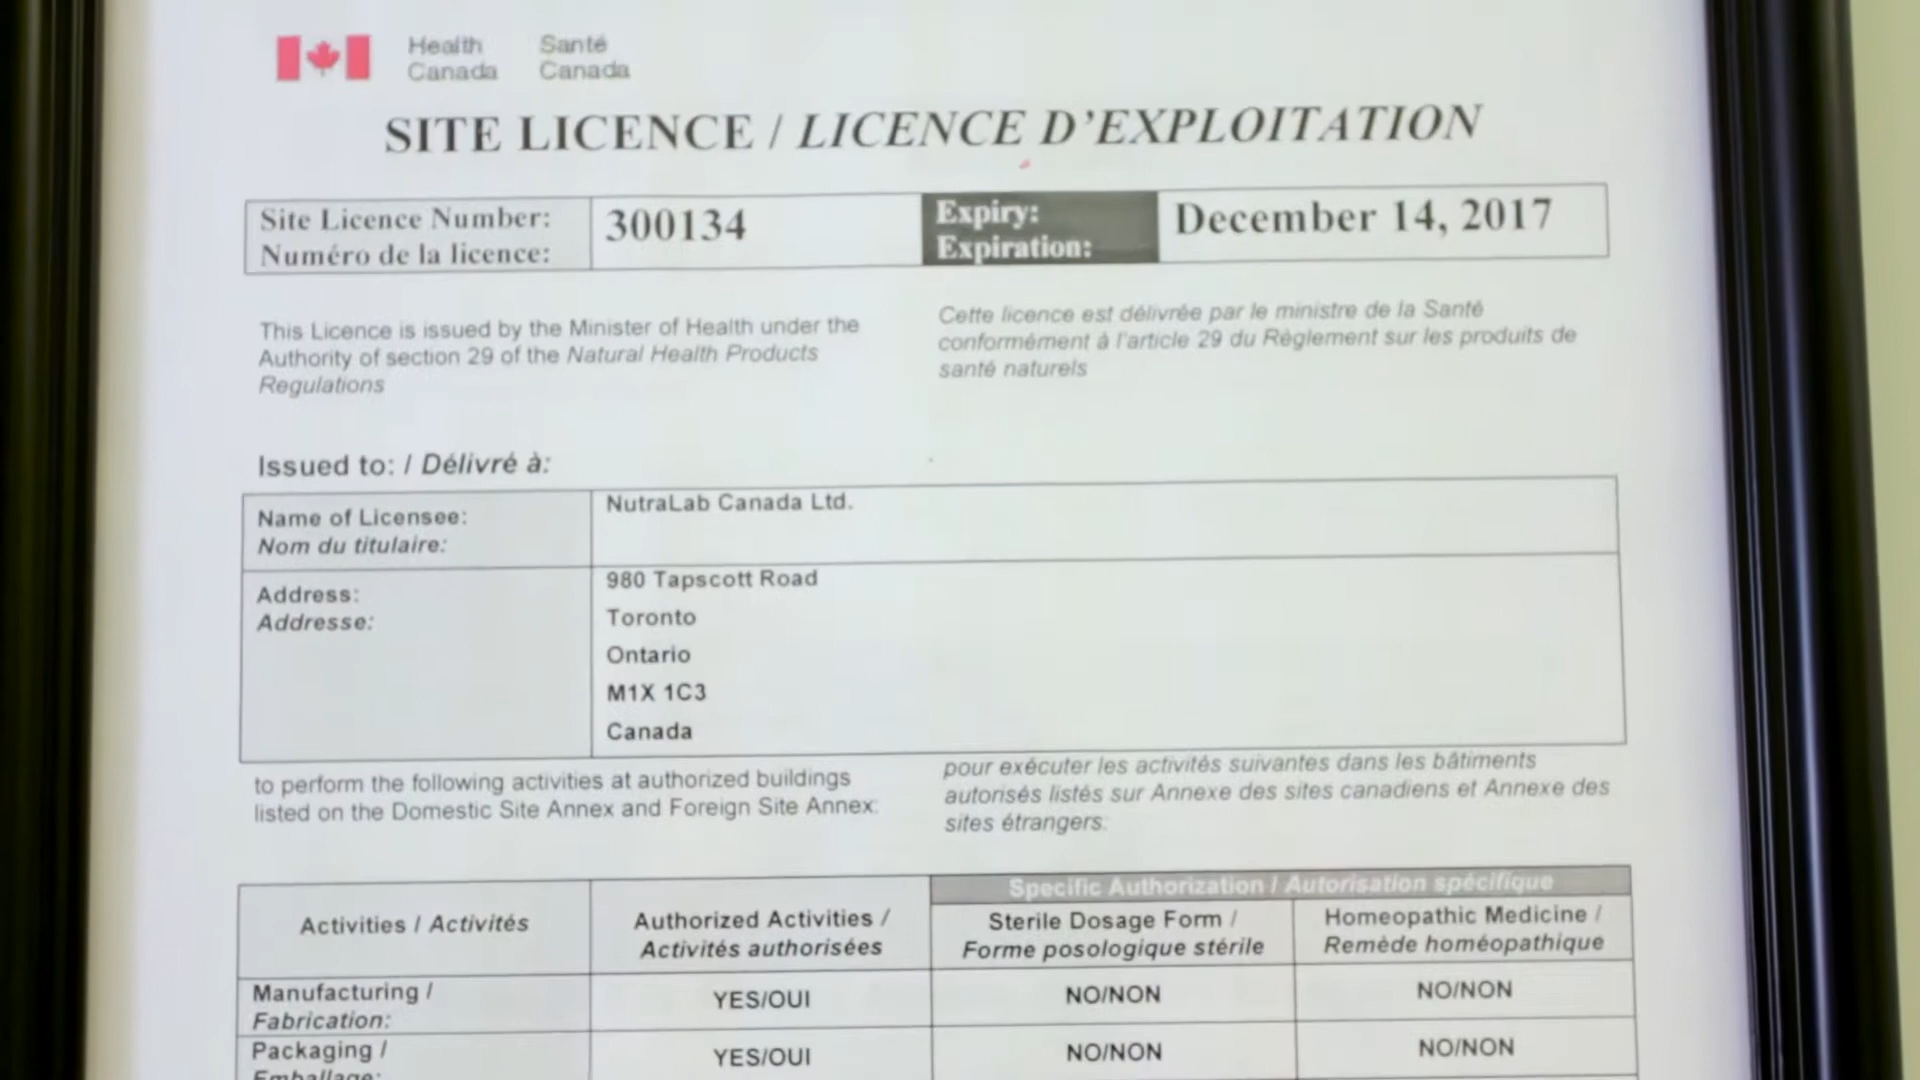 Health Canada
Santé Canada
SITE LICENCE / LICENCE D'EXPLOITATION
Site Licence Number:
Numéro de la licence:
300134
Expiry:
Expiration:
December 14, 2017
This Licence is issued by the Minister of Health under the
Authority of section 29 of the Natural Health Products
Regulations
Cette licence est délivrée par le ministre de la Santé
conformément à l'article 29 du Règlement sur les produits de
santé naturels
Issued to: / Délivré à:
Name of Licensee:
Nom du titulaire:
NutraLab Canada Ltd.
Address:
Addresse:
980 Tapscott Road
Toronto
Ontario
M1X 1C3
Canada
to perform the following activities at authorized buildings
listed on the Domestic Site Annex and Foreign Site Annex:
pour exécuter les activités suivantes dans les bâtiments
autorisés listés sur Annexe des sites canadiens et Annexe des
sites étrangers:
Activities / Activités
Authorized Activities /
Activités authorisées
Specific Authorization / Autorisation spécifique
Sterile Dosage Form /
Forme posologique stérile
Homeopathic Medicine /
Remède homéopathique
Manufacturing /
Fabrication:
YES/OUI
NO/NON
NO/NON
Packaging /
Emballage:
YES/OUI
NO/NON
NO/NON